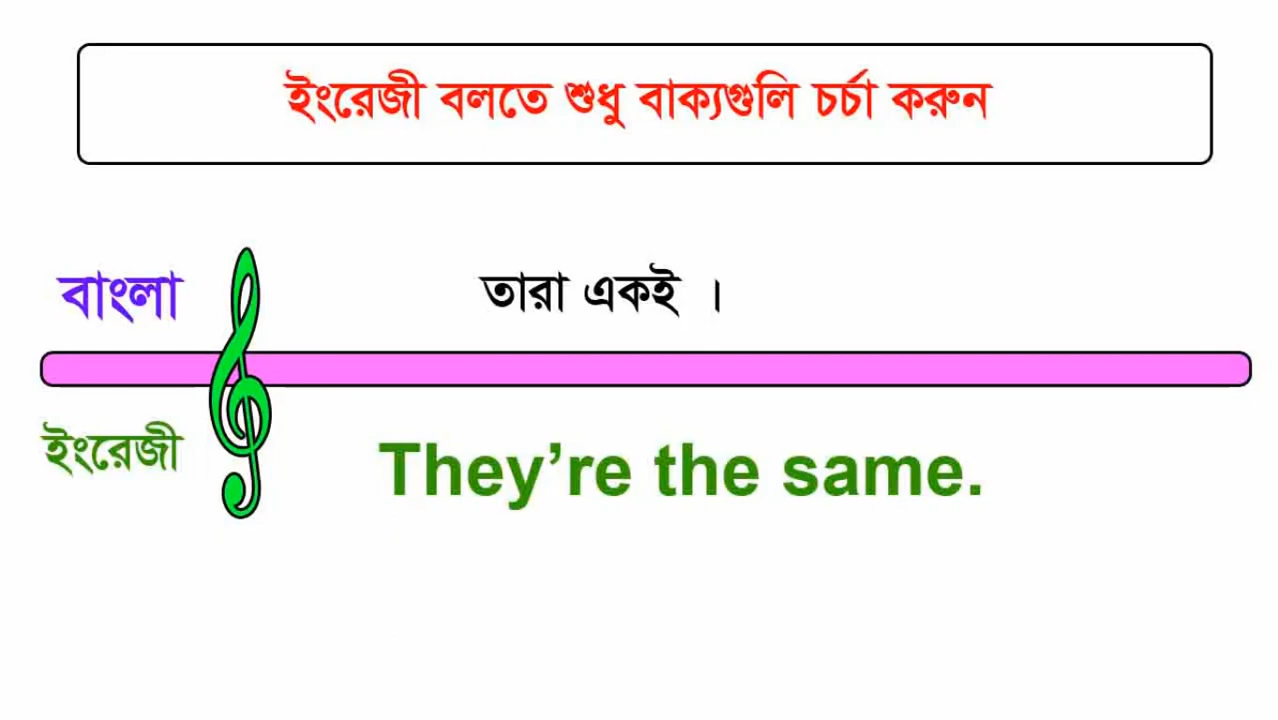 ইংরেজী বলতে শুধু বাক্যগুলি চর্চা করুন
বাংলা
তারা একই ।
ইংরেজী
They’re the same.